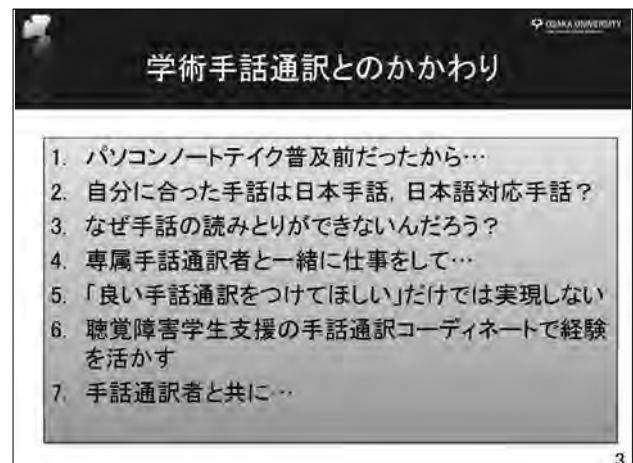 OSAKA UNIVERSITY
学術手話通訳とのかかわり
1. パソコンノートテイク普及前だったから…
2. 自分に合った手話は日本手話，日本語対応手話？
3. なぜ手話の読みとりができないんだろう？
4. 専属手話通訳者と一緒に仕事をして…
5. 「良い手話通訳をつけてほしい」だけでは実現しない
6. 聴覚障害学生支援の手話通訳コーディネートで経験
を活かす
7. 手話通訳者と共に…
3